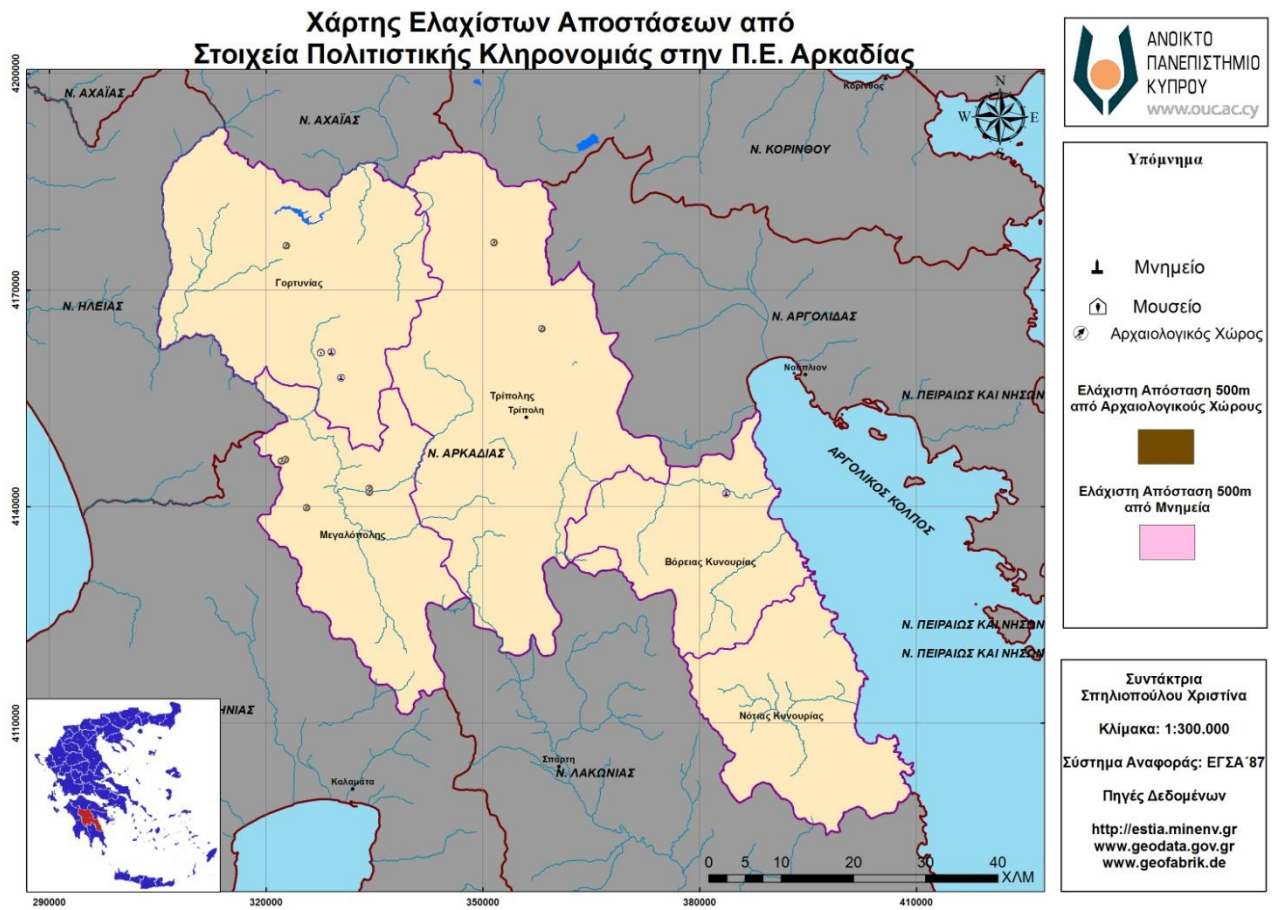 Χάρτης Ελαχίστων Αποστάσεων από
Στοιχεία Πολιτιστικής Κληρονομιάς στην Π.Ε. Αρκαδίας
ΑΝΟΙΚΤΟ
ΠΑΝΕΠΙΣΤΗΜΙΟ
ΚΥΠΡΟΥ
www.ouc.ac.cy
4200000
4170000
4140000
4110000
Ν. ΑΧΑΪΑΣ
Ν. ΑΧΑΪΑΣ
Κόρινθος
N
W
E
S
Ν. ΚΟΡΙΝΘΟΥ
Γορτυνίας
Ν. ΗΛΕΙΑΣ
Ν. ΑΡΓΟΛΙΔΑΣ
Ναύπλιον
Ν. ΠΕΙΡΑΙΩΣ ΚΑΙ ΝΗΣΩΝ
Τρίπολης
Τρίπολη
Ν. ΑΡΚΑΔΙΑΣ
ΑΡΓΟΛΙΚΟΣ ΚΟΛΠΟΣ
Μεγαλόπολης
Βόρειας Κυνουρίας
Ν. ΠΕΙΡΑΙΩΣ ΚΑΙ ΝΗΣΩΝ
Ν. ΠΕΙΡΑΙΩΣ ΚΑΙ ΝΗΣΩΝ
ΗΝΙΑΣ
Νότιας Κυνουρίας
Σπάρτη
Ν. ΛΑΚΩΝΙΑΣ
Καλαμάτα
0 5 10 20 30 40
ΧΛΜ
290000 320000 350000 380000 410000
Υπόμνημα
Μνημείο
Μουσείο
Αρχαιολογικός Χώρος
Ελάχιστη Απόσταση 500m
από Αρχαιολογικούς Χώρους
Ελάχιστη Απόσταση 500m
από Μνημεία
Συντάκτρια
Σπηλιοπούλου Χριστίνα
Κλίμακα: 1:300.000
Σύστημα Αναφοράς: ΕΓΣΑ΄87
Πηγές Δεδομένων
http://estia.minenv.gr
www.geodata.gov.gr
www.geofabrik.de